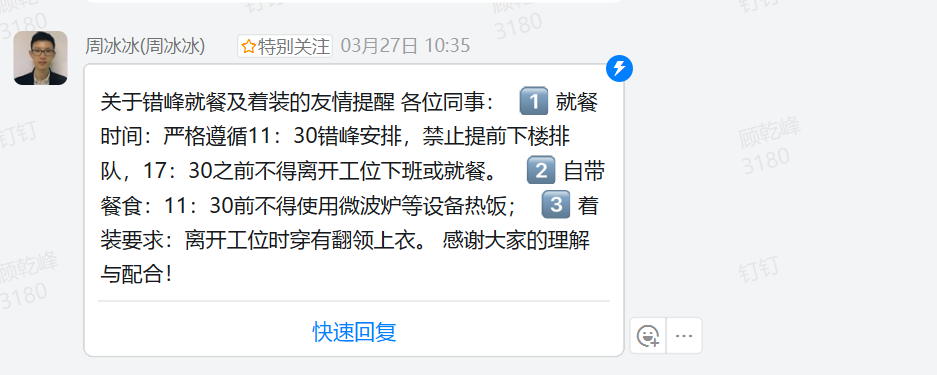 顾乾峰
3180
钉钉
3180
周冰冰(周冰冰) 特别关注 03月27日 10:35
关于错峰就餐及着装的友情提醒 各位同事： 1 就餐
时间：严格遵循11：30错峰安排，禁止提前下楼排
队，17：30之前不得离开工位下班或就餐。 2 自带
餐食：11：30前不得使用微波炉等设备热饭； 3 着
装要求：离开工位时穿有翻领上衣。 感谢大家的理解
与配合！
快速回复
钉钉
顾乾峰
3180
顾乾峰
3180
钉钉